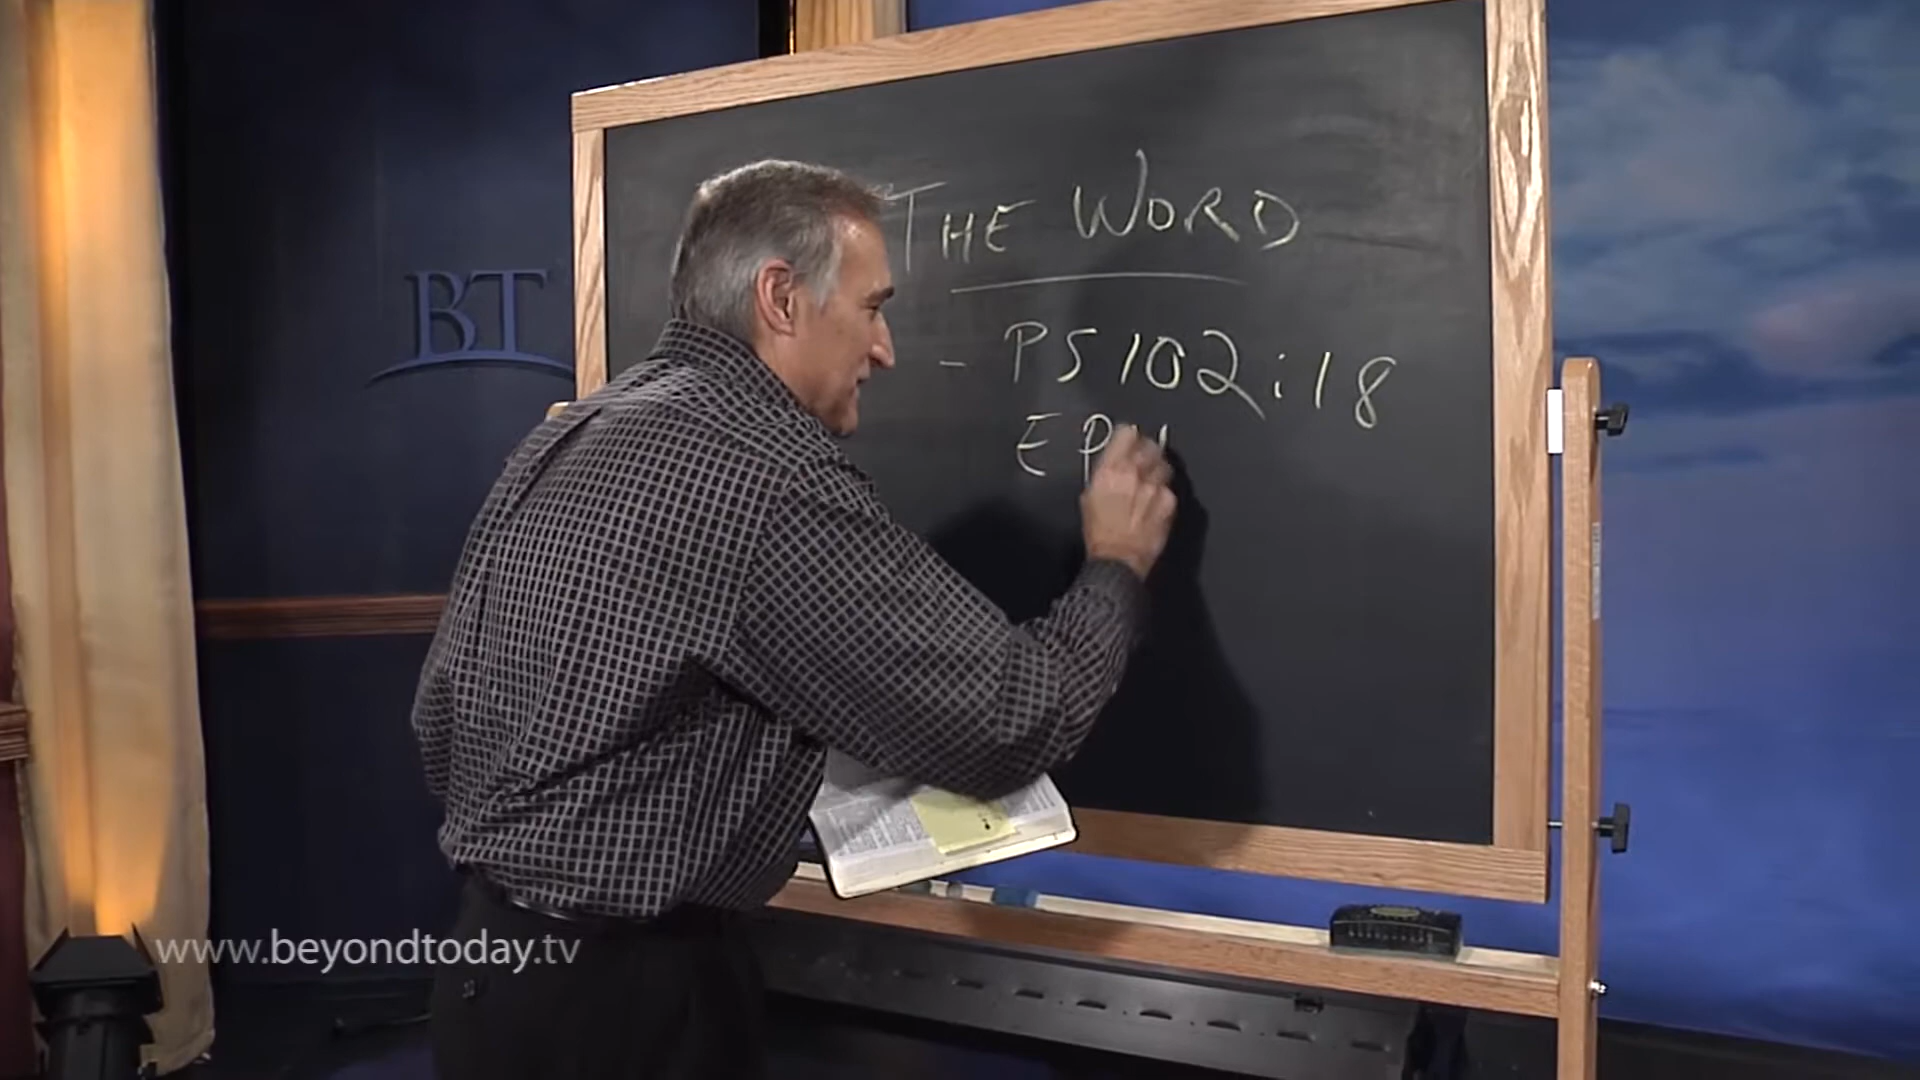 THE WORD
- PS 102:18
EPH
BT
www.beyondtoday.tv